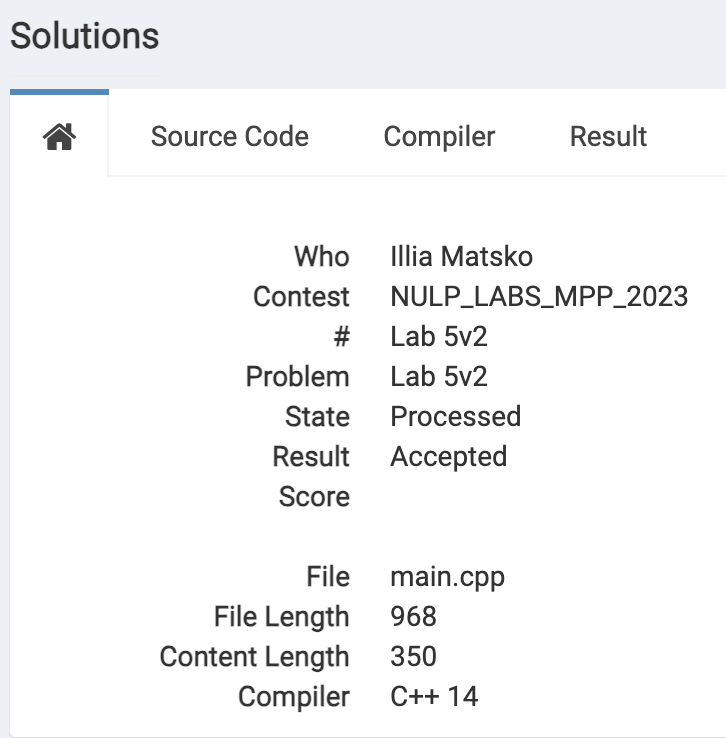 Solutions
Source Code Compiler Result
Who Illia Matsko
Contest NULP_LABS_MPP_2023
# Lab 5v2
Problem Lab 5v2
State Processed
Result Accepted
Score
File main.cpp
File Length 968
Content Length 350
Compiler C++ 14